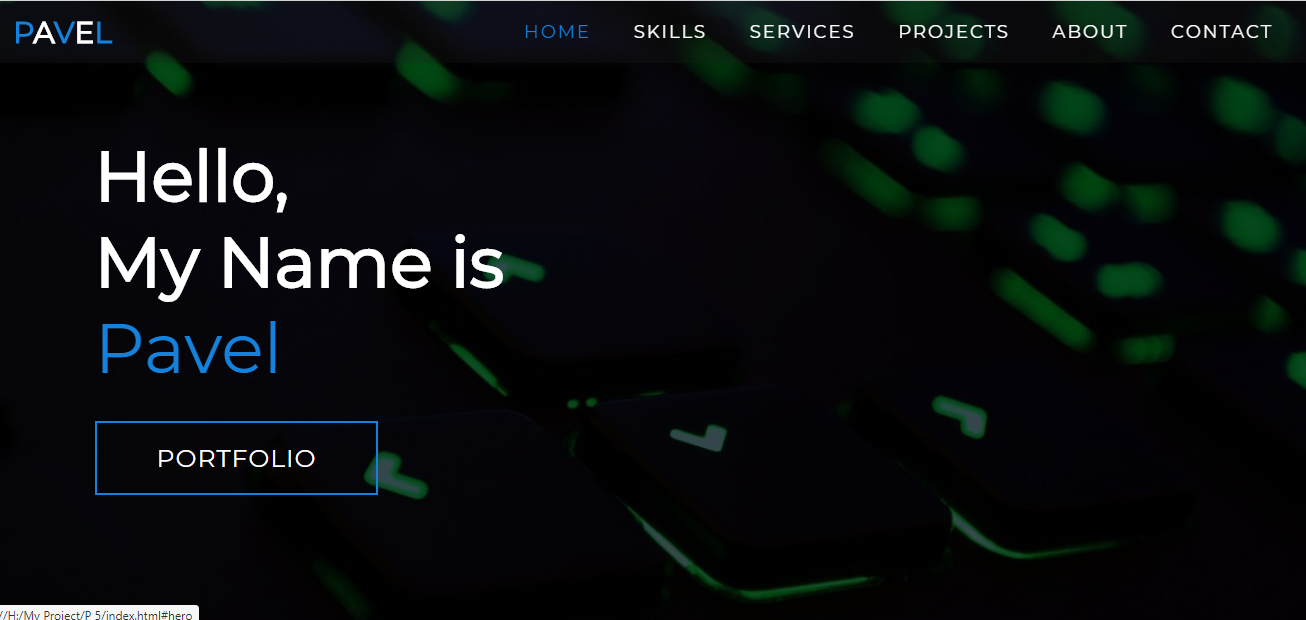 PAVEL HOME SKILLS SERVICES PROJECTS ABOUT CONTACT
Hello,
My Name is
Pavel
PORTFOLIO
//H:/My Project/P 5/index.html#hero